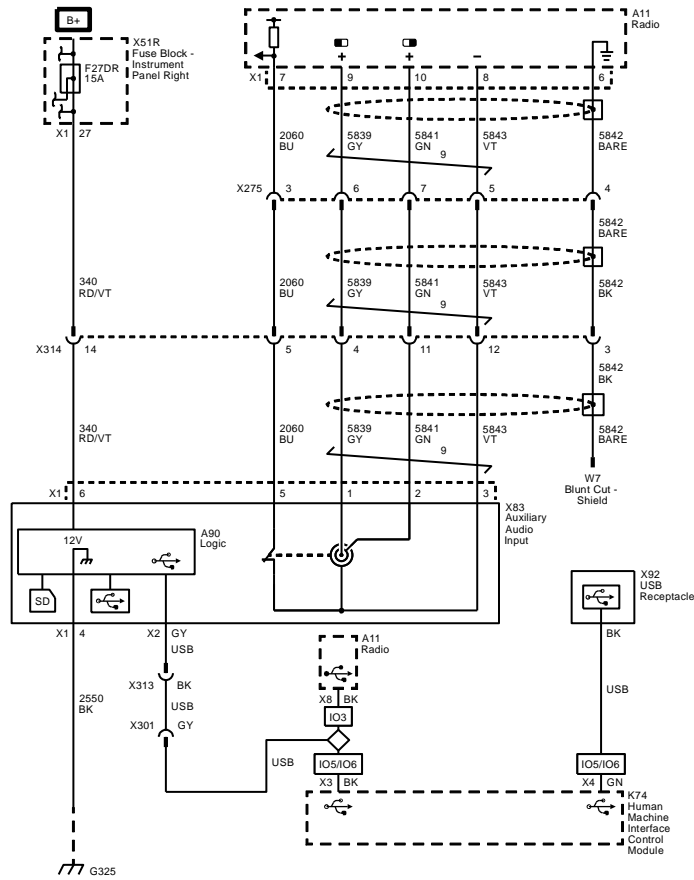 B+
X51R
Fuse Block -
Instrument
Panel Right
F27DR
15A
X1 27
A11
Radio
+ + −
X1 7 9 10 8 6
2060
BU
5839
GY
5841
GN
5843
VT
5842
BARE
9
X275 3 6 7 5 4
5842
BARE
340
RD/VT
2060
BU
5839
GY
5841
GN
5843
VT
5842
BK
9
X314 14 5 4 11 12 3
5842
BK
340
RD/VT
2060
BU
5839
GY
5841
GN
5843
VT
5842
BARE
9
W7
Blunt Cut -
Shield
X1 6 5 1 2 3
X83
Auxiliary
Audio
Input
A90
Logic
12V
SD
X92
USB
Receptacle
X1 4
X2 GY
USB
A11
Radio
BK
X313 BK
USB
X301 GY
2550
BK
X8 BK
IO3
USB
USB
IO5/IO6
IO5/IO6
X3 BK
X4 GN
K74
Human
Machine
Interface
Control
Module
G325